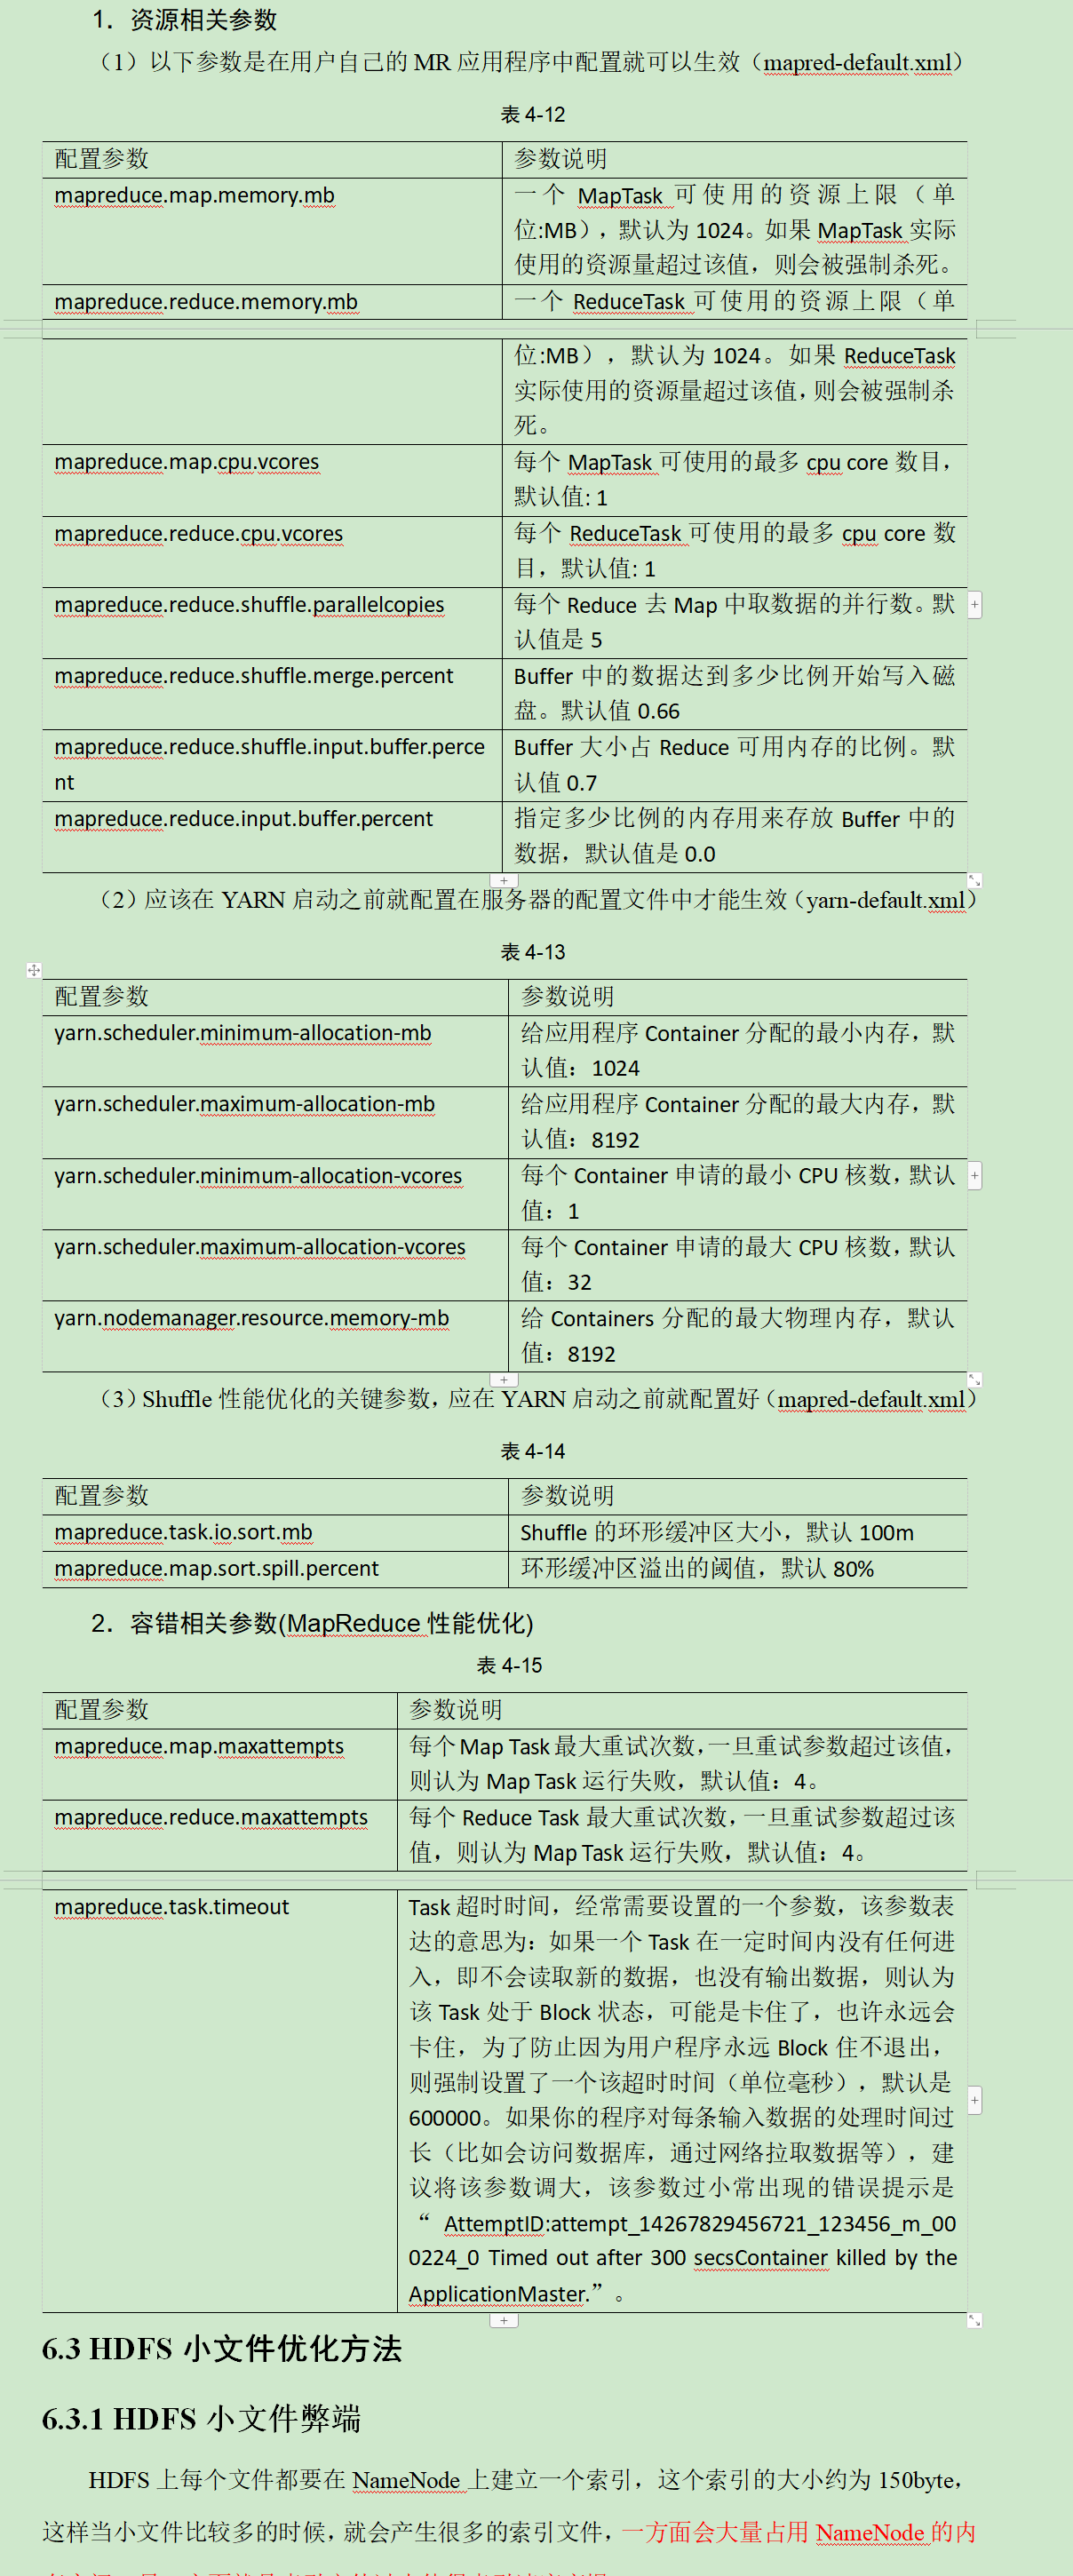 1. 资源相关参数
（1）以下参数是在用户自己的 MR 应用程序中配置就可以生效（mapred-default.xml）
表 4-12
配置参数
参数说明
mapreduce.map.memory.mb
一个 MapTask 可使用的资源上限（单
位:MB），默认为 1024。如果 MapTask 实际
使用的资源量超过该值，则会被强制杀死。
mapreduce.reduce.memory.mb
一个 ReduceTask 可使用的资源上限（单
位:MB），默认为 1024。如果 ReduceTask
实际使用的资源量超过该值，则会被强制杀
死。
mapreduce.map.cpu.vcores
每个 MapTask 可使用的最多 cpu core 数目，
默认值: 1
mapreduce.reduce.cpu.vcores
每个 ReduceTask 可使用的最多 cpu core 数
目，默认值: 1
mapreduce.reduce.shuffle.parallelcopies
每个 Reduce 去 Map 中取数据的并行数。默
认值是 5
mapreduce.reduce.shuffle.merge.percent
Buffer 中的数据达到多少比例开始写入磁
盘。默认值 0.66
mapreduce.reduce.shuffle.input.buffer.perce
nt
Buffer 大小占 Reduce 可用内存的比例。默
认值 0.7
mapreduce.reduce.input.buffer.percent
指定多少比例的内存用来存放 Buffer 中的
数据，默认值是 0.0
（2）应该在 YARN 启动之前就配置在服务器的配置文件中才能生效（yarn-default.xml）
表 4-13
配置参数
参数说明
yarn.scheduler.minimum-allocation-mb
给应用程序 Container 分配的最小内存，默
认值：1024
yarn.scheduler.maximum-allocation-mb
给应用程序 Container 分配的最大内存，默
认值：8192
yarn.scheduler.minimum-allocation-vcores
每个 Container 申请的最小 CPU 核数，默认
值：1
yarn.scheduler.maximum-allocation-vcores
每个 Container 申请的最大 CPU 核数，默认
值：32
yarn.nodemanager.resource.memory-mb
给 Containers 分配的最大物理内存，默认
值：8192
（3）Shuffle 性能优化的关键参数，应在 YARN 启动之前就配置好（mapred-default.xml）
表 4-14
配置参数
参数说明
mapreduce.task.io.sort.mb
Shuffle 的环形缓冲区大小，默认 100m
mapreduce.map.sort.spill.percent
环形缓冲区溢出的阈值，默认 80%
2. 容错相关参数(MapReduce 性能优化)
表 4-15
配置参数
参数说明
mapreduce.map.maxattempts
每个 Map Task 最大重试次数，一旦重试参数超过该值，
则认为 Map Task 运行失败，默认值：4。
mapreduce.reduce.maxattempts
每个 Reduce Task 最大重试次数，一旦重试参数超过该
值，则认为 Map Task 运行失败，默认值：4。
mapreduce.task.timeout
Task 超时时间，经常需要设置的一个参数，该参数表
达的意思为：如果一个 Task 在一定时间内没有任何进
入，即不会读取新的数据，也没有输出数据，则认为
该 Task 处于 Block 状态，可能是卡住了，也许永远会
卡住，为了防止因为用户程序永远 Block 住不退出，
则强制设置了一个该超时时间（单位毫秒），默认是
600000。如果你的程序对每条输入数据的处理时间过
长（比如会访问数据库，通过网络拉取数据等），建
议将该参数调大，该参数过小常出现的错误提示是
“ AttemptID:attempt_14267829456721_123456_m_00
0224_0 Timed out after 300 secsContainer killed by the
ApplicationMaster.”。
6.3 HDFS 小文件优化方法
6.3.1 HDFS 小文件弊端
HDFS 上每个文件都要在 NameNode 上建立一个索引，这个索引的大小约为 150byte，
这样当小文件比较多的时候，就会产生很多的索引文件，一方面会大量占用 NameNode 的内